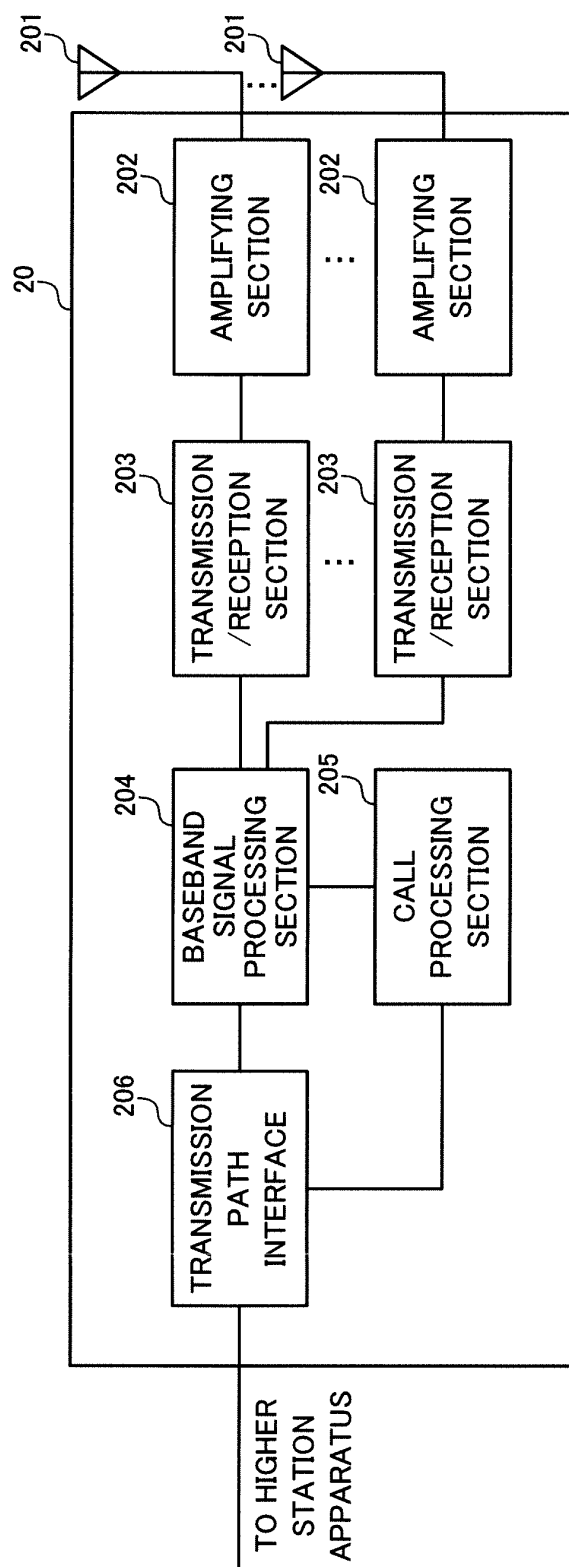 20
201
201
202
AMPLIFYING
SECTION
202
AMPLIFYING
SECTION
203
TRANSMISSION
/RECEPTION
SECTION
203
TRANSMISSION
/RECEPTION
SECTION
204
BASEBAND
SIGNAL
PROCESSING
SECTION
205
CALL
PROCESSING
SECTION
206
TRANSMISSION
PATH
INTERFACE
TO HIGHER
STATION
APPARATUS